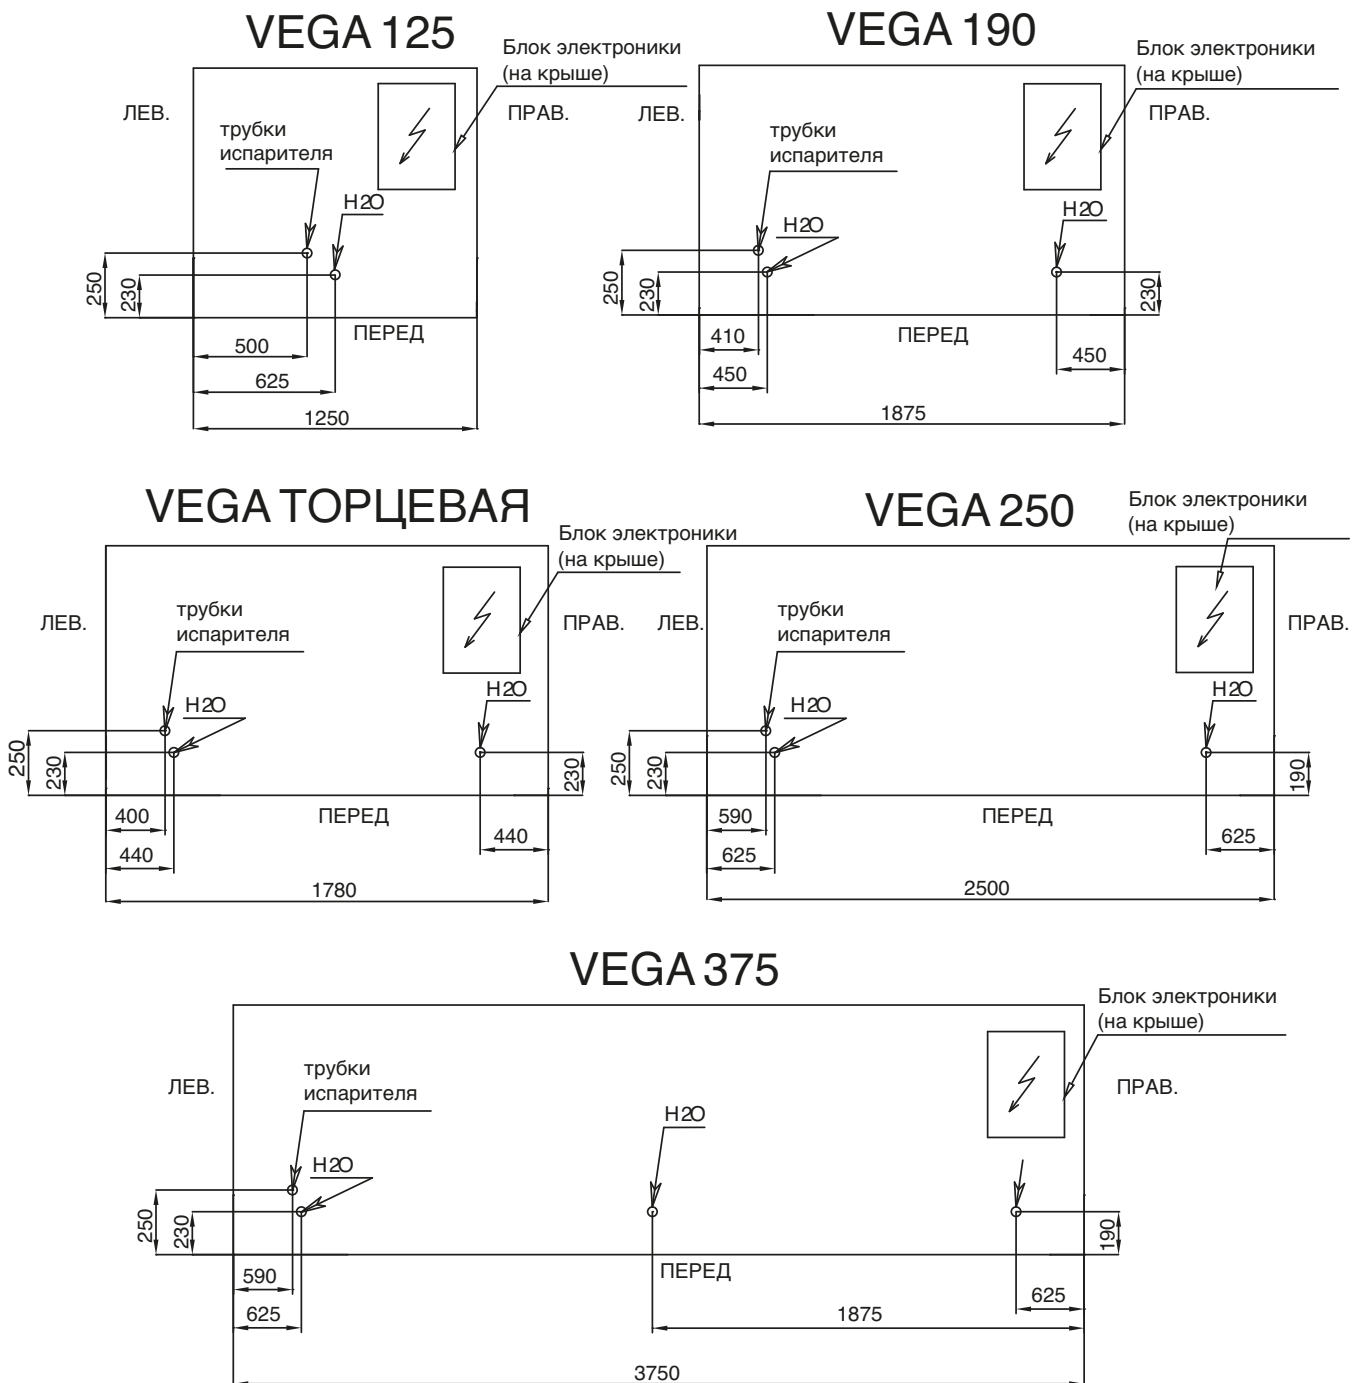 VEGA 125
Блок электроники
(на крыше)
ЛЕВ.
ПРАВ.
трубки
испарителя
H2O
250
230
ПЕРЕД
500
625
1250
VEGA 190
Блок электроники
(на крыше)
ЛЕВ.
ПРАВ.
трубки
испарителя
H2O
H2O
250
230
230
ПЕРЕД
410
450
450
1875
VEGA ТОРЦЕВАЯ
Блок электроники
(на крыше)
ЛЕВ.
ПРАВ.
трубки
испарителя
H2O
H2O
250
230
230
ПЕРЕД
400
440
440
1780
VEGA 250
Блок электроники
(на крыше)
ЛЕВ.
ПРАВ.
трубки
испарителя
H2O
H2O
250
230
190
ПЕРЕД
590
625
625
2500
VEGA 375
Блок электроники
(на крыше)
ЛЕВ.
ПРАВ.
трубки
испарителя
H2O
H2O
250
230
190
ПЕРЕД
590
625
625
1875
3750